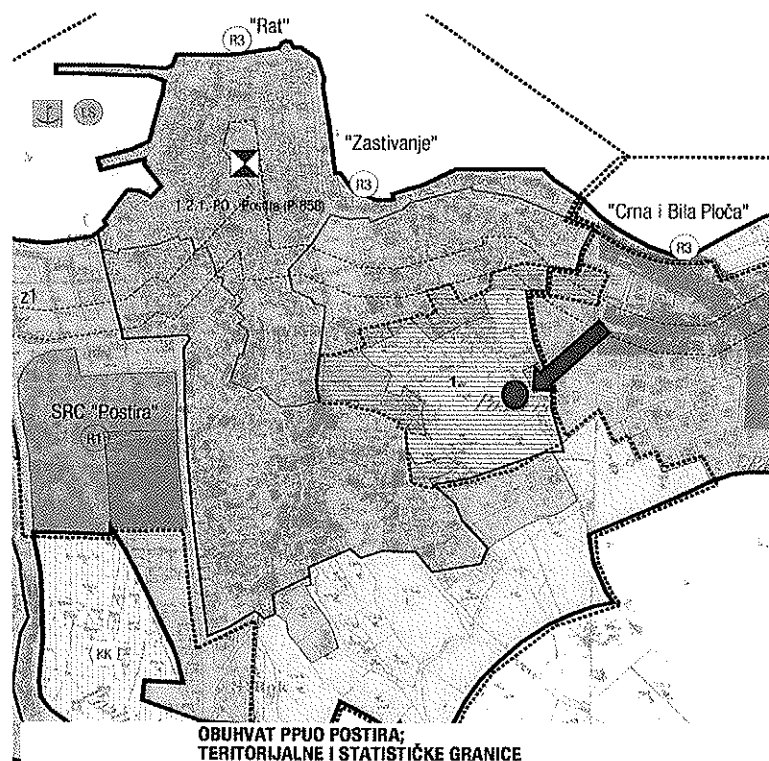 "Rat"
R3
"Zastivanje"
R3
"Crna i Bila Ploča"
R3
z1
SRC "Postira"
R1
OBUHVAT PPUO POSTIRA;
TERITORIJALNE I STATISTIČKE GRANICE